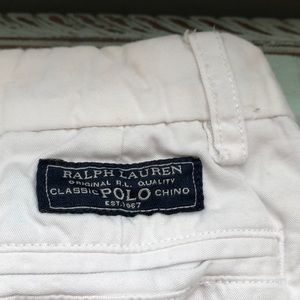 RALPH LAUREN
ORIGINAL R.L. QUALITY
CLASSIC POLO CHINO
EST. 1967